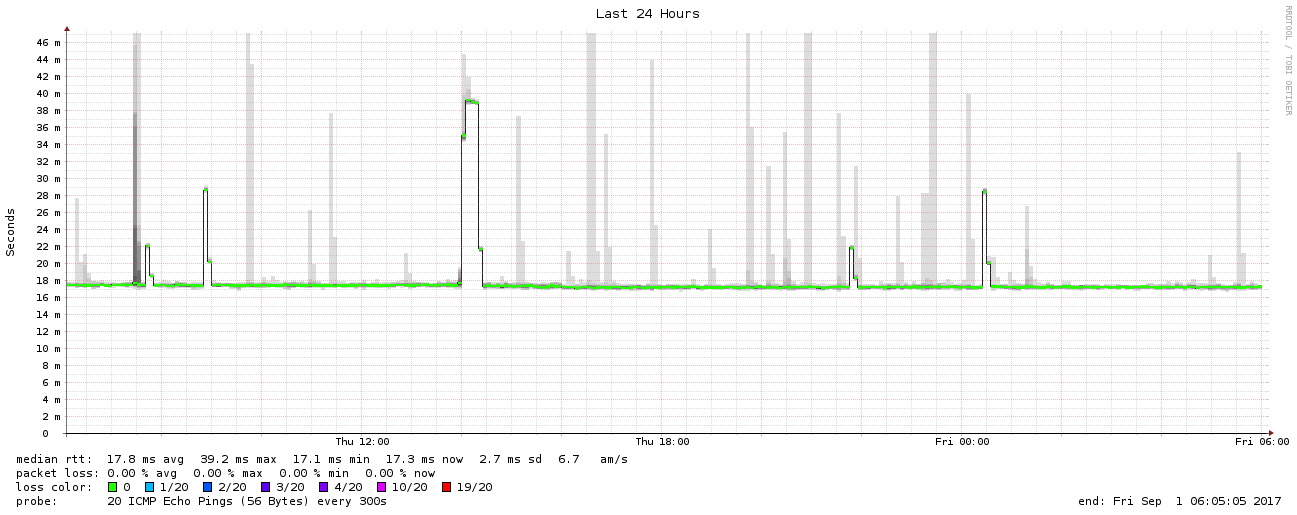 Last 24 Hours
RRDTOOL / TOBI OETIKER
Seconds
46 m
44 m
42 m
40 m
38 m
36 m
34 m
32 m
30 m
28 m
26 m
24 m
22 m
20 m
18 m
16 m
14 m
12 m
10 m
8 m
6 m
4 m
2 m
0
Thu 12:00 Thu 18:00 Fri 00:00 Fri 06:00
median rtt: 17.8 ms avg 39.2 ms max 17.1 ms min 17.3 ms now 2.7 ms sd 6.7 am/s
packet loss: 0.00 % avg 0.00 % max 0.00 % min 0.00 % now
loss color: 0 1/20 2/20 3/20 4/20 10/20 19/20
probe: 20 ICMP Echo Pings (56 Bytes) every 300s end: Fri Sep 1 06:05:05 2017